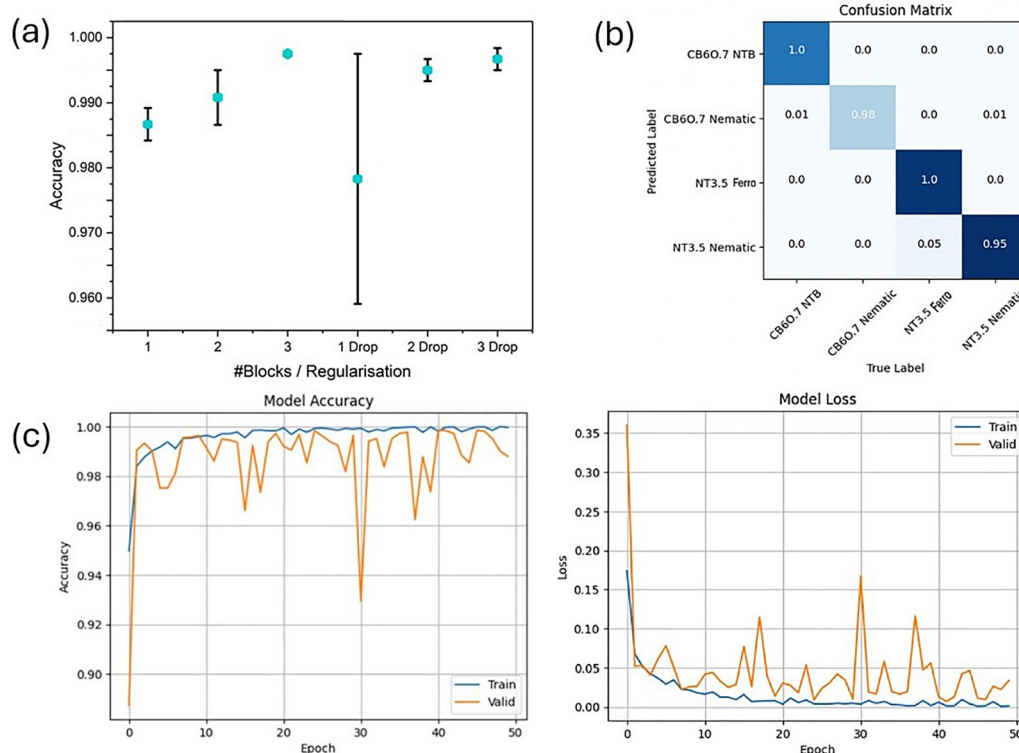 (a)
1.000
0.990
0.980
0.970
0.960
Accuracy
1 2 3 1 Drop 2 Drop 3 Drop
#Blocks / Regularisation
(b)
Confusion Matrix
Predicted Label
CB6O.7 NTB 1.0 0.0 0.0 0.0
CB6O.7 Nematic 0.01 0.98 0.0 0.01
NT3.5 Ferro 0.0 0.0 1.0 0.0
NT3.5 Nematic 0.0 0.0 0.05 0.95
CB6O.7 NTB
CB6O.7 Nematic
NT3.5 Ferro
NT3.5 Nematic
True Label
(c)
Model Accuracy
1.00
0.98
0.96
0.94
0.92
0.90
Accuracy
Train
Valid
0 10 20 30 40 50
Epoch
Model Loss
Train
Valid
0.35
0.30
0.25
0.20
0.15
0.10
0.05
0.00
Loss
0 10 20 30 40 50
Epoch